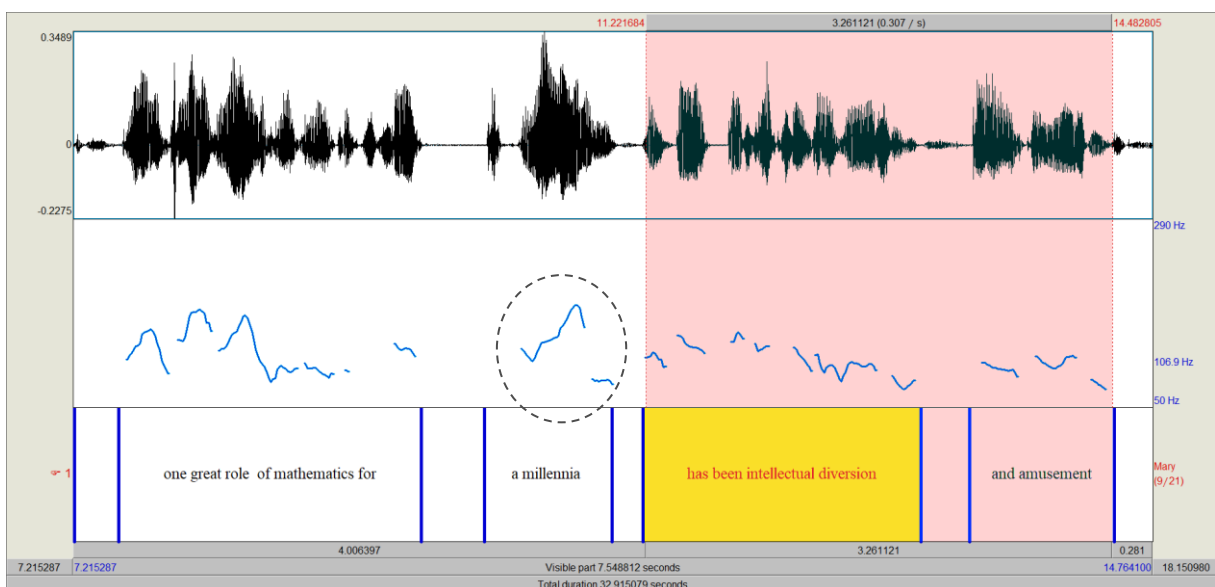 11.221684 3.261121 (0.307 / s) 14.482805
0.3489
0
-0.2275
290 Hz
106.9 Hz
50 Hz
1 one great role of mathematics for a millennia has been intellectual diversion and amusement Mary
(9/21)
4.006397 3.261121 0.281
7.215287 7.215287 Visible part 7.548812 seconds 14.764100 18.150980
Total duration 32.915079 seconds